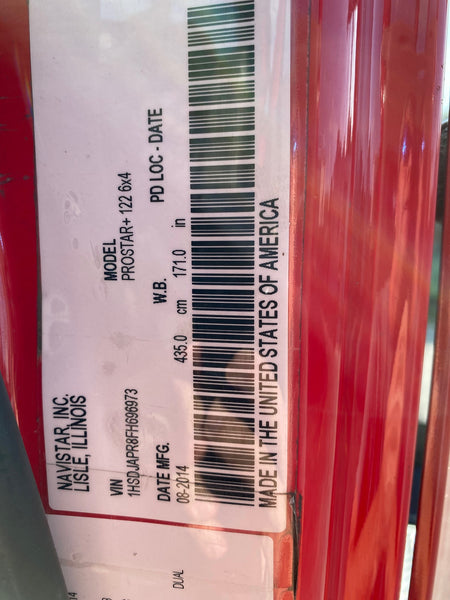 NAVISTAR, INC.
LISLE, ILLINOIS
VIN
1HSDJAPR8FH696973
MODEL
PROSTAR+ 122 6x4
DATE MFG.
08-2014
W.B.
435.0 cm 171.0 in
PD LOC - DATE
MADE IN THE UNITED STATES OF AMERICA
DUAL